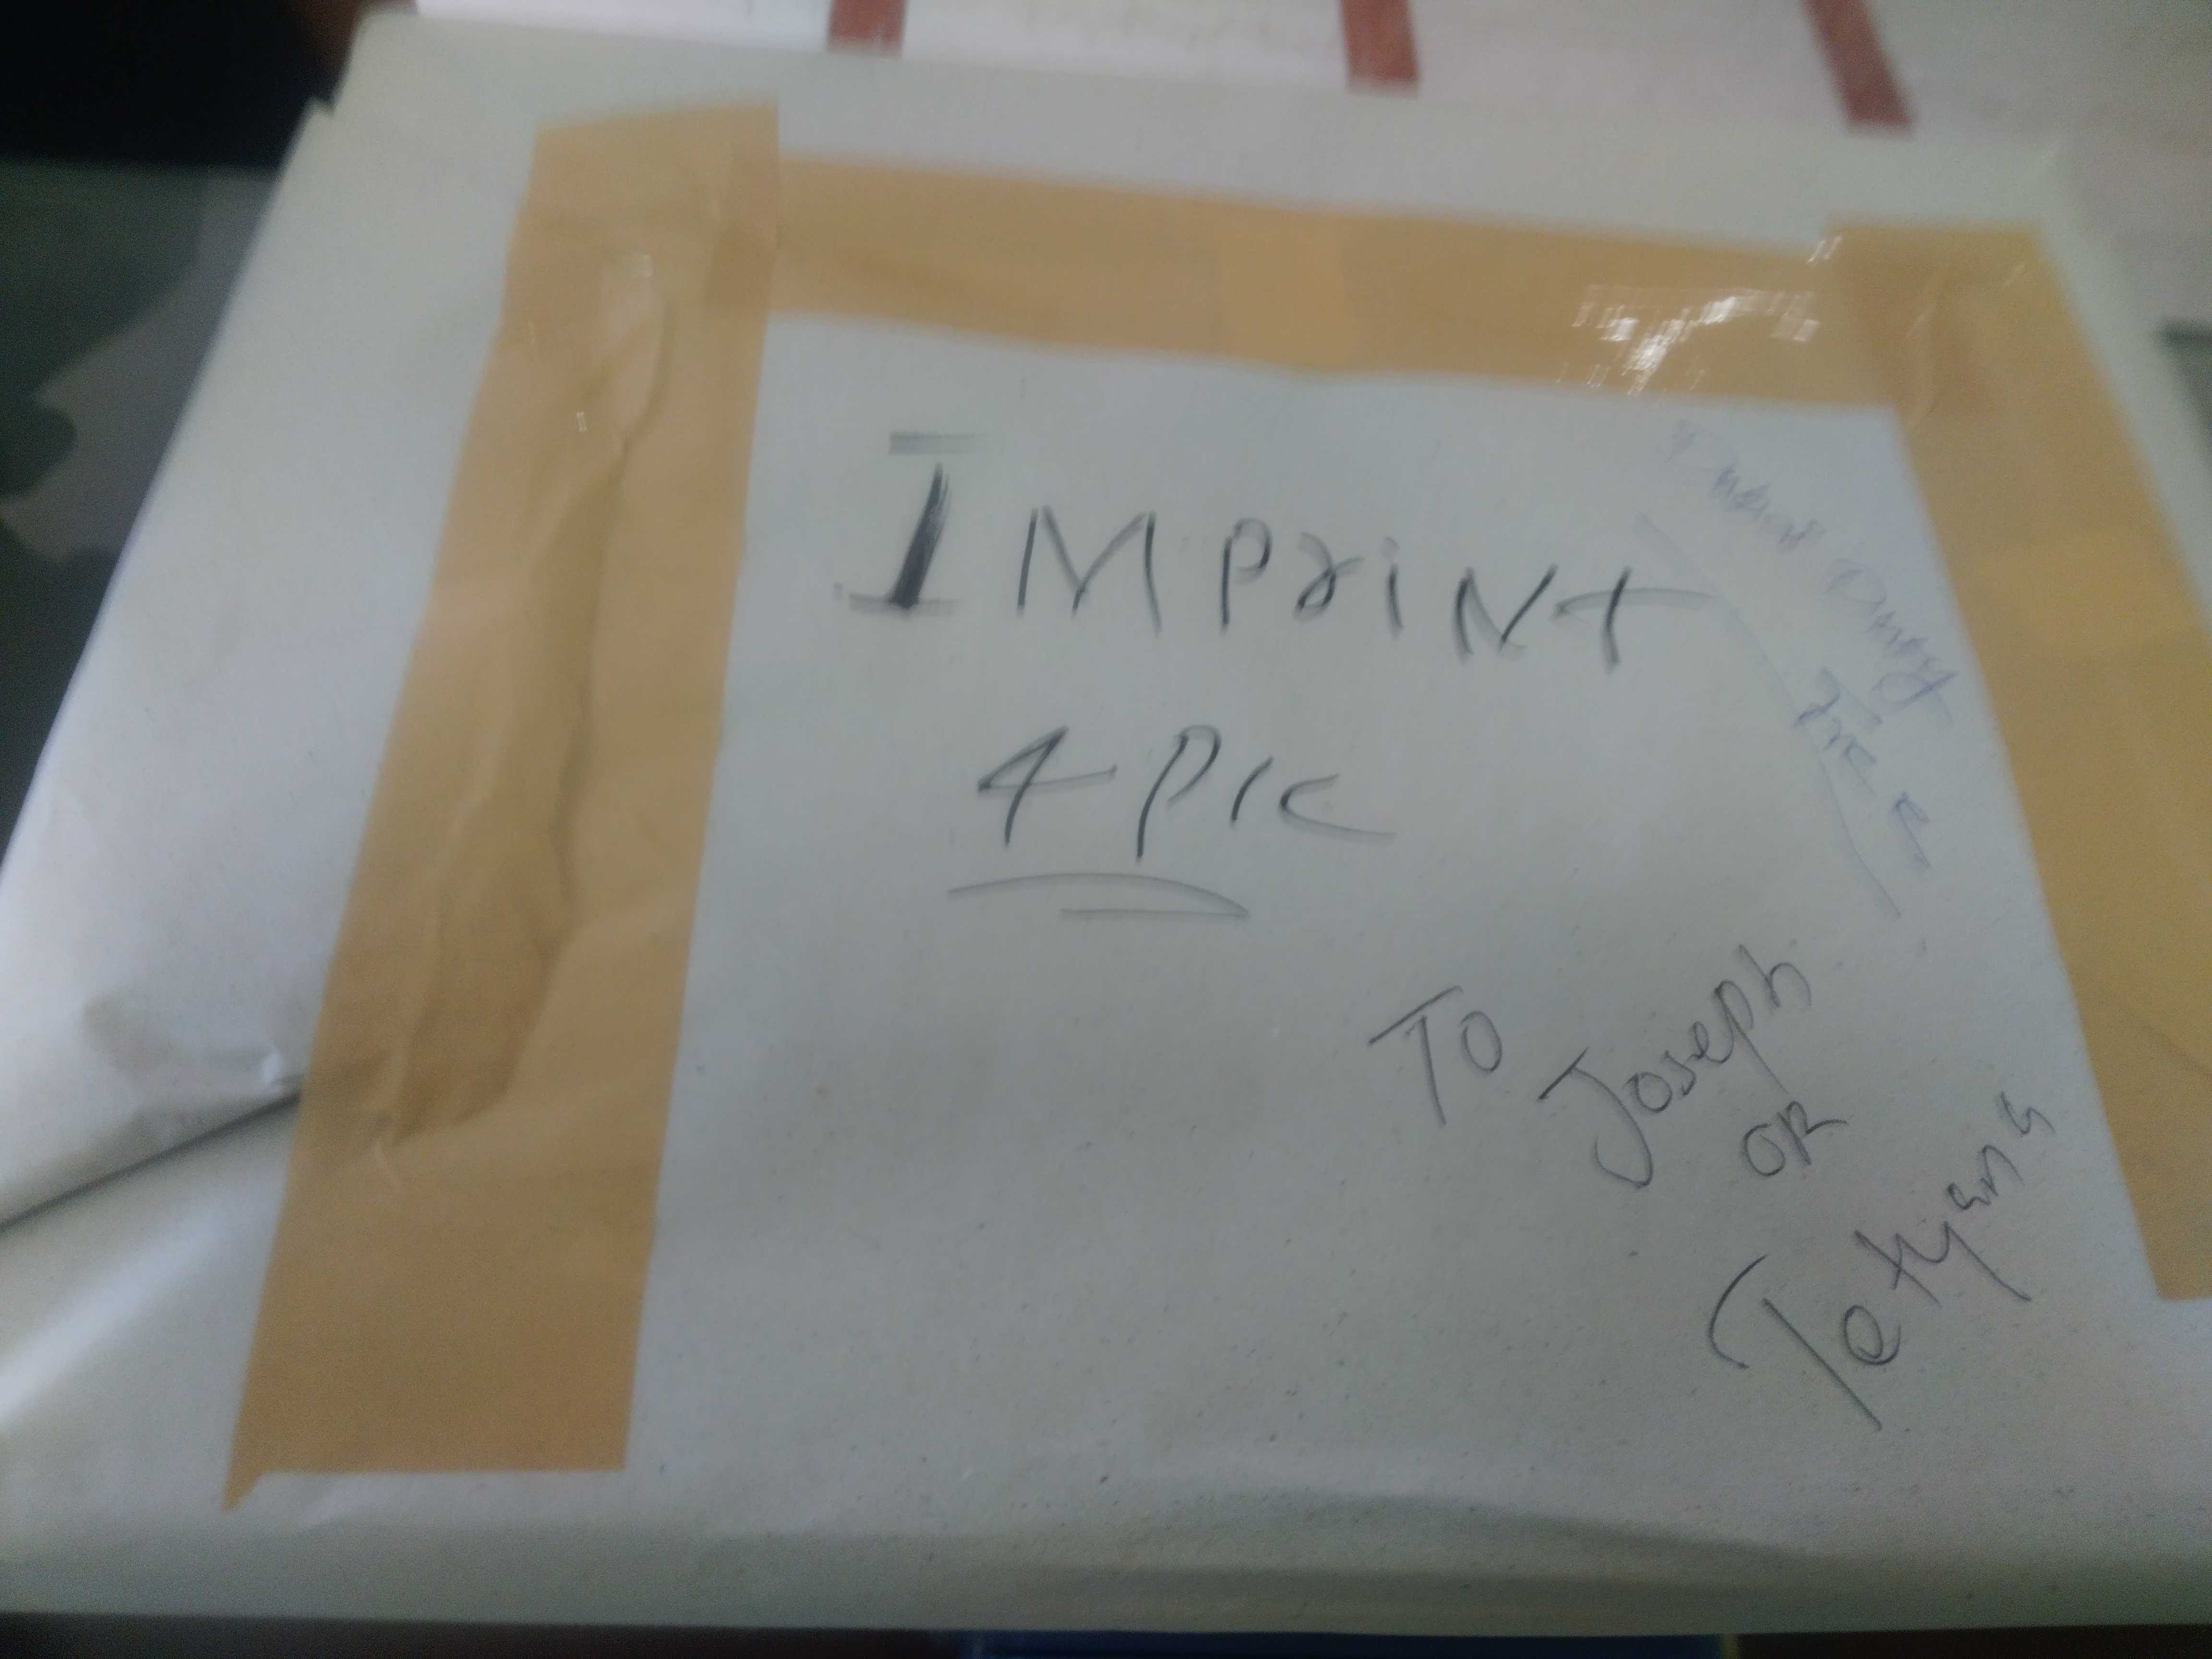 IMPriNt
4 PIC
To
Joseph
OR
Tetyana